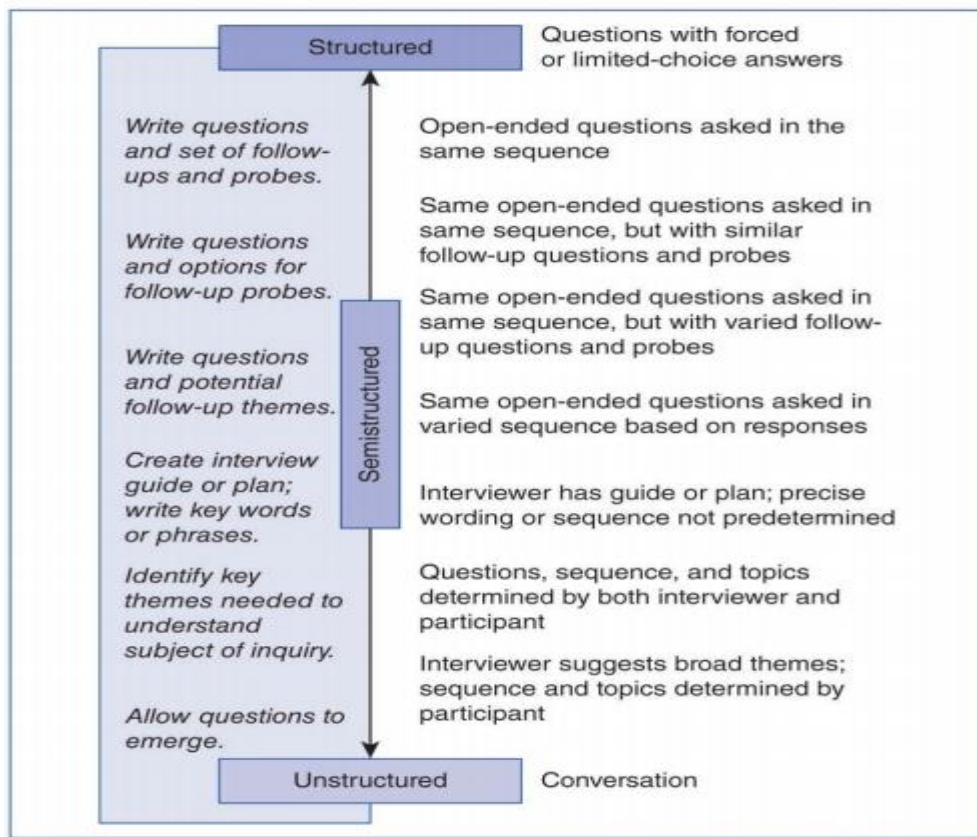 Structured
Questions with forced
or limited-choice answers
Write questions
and set of follow-
ups and probes.
Write questions
and options for
follow-up probes.
Write questions
and potential
follow-up themes.
Create interview
guide or plan;
write key words
or phrases.
Identify key
themes needed to
understand
subject of inquiry.
Allow questions to
emerge.
Semistructured
Open-ended questions asked in the
same sequence
Same open-ended questions asked in
same sequence, but with similar
follow-up questions and probes
Same open-ended questions asked in
same sequence, but with varied follow-
up questions and probes
Same open-ended questions asked in
varied sequence based on responses
Interviewer has guide or plan; precise
wording or sequence not predetermined
Questions, sequence, and topics
determined by both interviewer and
participant
Interviewer suggests broad themes;
sequence and topics determined by
participant
Unstructured
Conversation